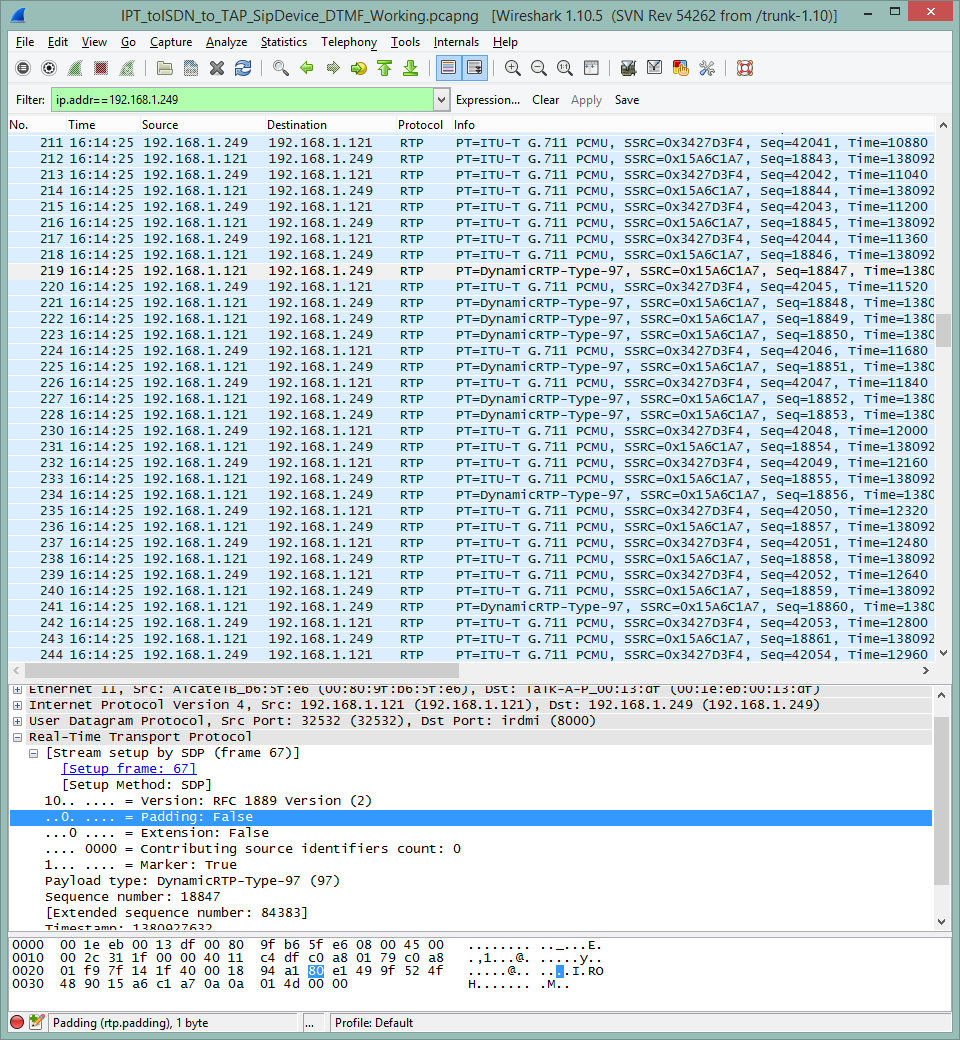 IPT_toISDN_to_TAP_SipDevice_DTMF_Working.pcapng [Wireshark 1.10.5 (SVN Rev 54262 from /trunk-1.10)]
File Edit View Go Capture Analyze Statistics Telephony Tools Internals Help
Filter: ip.addr==192.168.1.249 Expression... Clear Apply Save
No. Time Source Destination Protocol Info
211 16:14:25 192.168.1.249 192.168.1.121 RTP PT=ITU-T G.711 PCMU, SSRC=0x3427D3F4, Seq=42041, Time=10880
212 16:14:25 192.168.1.121 192.168.1.249 RTP PT=ITU-T G.711 PCMU, SSRC=0x15A6C1A7, Seq=18843, Time=138092
213 16:14:25 192.168.1.249 192.168.1.121 RTP PT=ITU-T G.711 PCMU, SSRC=0x3427D3F4, Seq=42042, Time=11040
214 16:14:25 192.168.1.121 192.168.1.249 RTP PT=ITU-T G.711 PCMU, SSRC=0x15A6C1A7, Seq=18844, Time=138092
215 16:14:25 192.168.1.249 192.168.1.121 RTP PT=ITU-T G.711 PCMU, SSRC=0x3427D3F4, Seq=42043, Time=11200
216 16:14:25 192.168.1.121 192.168.1.249 RTP PT=ITU-T G.711 PCMU, SSRC=0x15A6C1A7, Seq=18845, Time=138092
217 16:14:25 192.168.1.249 192.168.1.121 RTP PT=ITU-T G.711 PCMU, SSRC=0x3427D3F4, Seq=42044, Time=11360
218 16:14:25 192.168.1.121 192.168.1.249 RTP PT=ITU-T G.711 PCMU, SSRC=0x15A6C1A7, Seq=18846, Time=138092
219 16:14:25 192.168.1.121 192.168.1.249 RTP PT=DynamicRTP-Type-97, SSRC=0x15A6C1A7, Seq=18847, Time=1380
220 16:14:25 192.168.1.249 192.168.1.121 RTP PT=ITU-T G.711 PCMU, SSRC=0x3427D3F4, Seq=42045, Time=11520
221 16:14:25 192.168.1.121 192.168.1.249 RTP PT=DynamicRTP-Type-97, SSRC=0x15A6C1A7, Seq=18848, Time=1380
222 16:14:25 192.168.1.121 192.168.1.249 RTP PT=DynamicRTP-Type-97, SSRC=0x15A6C1A7, Seq=18849, Time=1380
223 16:14:25 192.168.1.121 192.168.1.249 RTP PT=DynamicRTP-Type-97, SSRC=0x15A6C1A7, Seq=18850, Time=1380
224 16:14:25 192.168.1.249 192.168.1.121 RTP PT=ITU-T G.711 PCMU, SSRC=0x3427D3F4, Seq=42046, Time=11680
225 16:14:25 192.168.1.121 192.168.1.249 RTP PT=DynamicRTP-Type-97, SSRC=0x15A6C1A7, Seq=18851, Time=1380
226 16:14:25 192.168.1.249 192.168.1.121 RTP PT=ITU-T G.711 PCMU, SSRC=0x3427D3F4, Seq=42047, Time=11840
227 16:14:25 192.168.1.121 192.168.1.249 RTP PT=DynamicRTP-Type-97, SSRC=0x15A6C1A7, Seq=18852, Time=1380
228 16:14:25 192.168.1.121 192.168.1.249 RTP PT=DynamicRTP-Type-97, SSRC=0x15A6C1A7, Seq=18853, Time=1380
230 16:14:25 192.168.1.249 192.168.1.121 RTP PT=ITU-T G.711 PCMU, SSRC=0x3427D3F4, Seq=42048, Time=12000
231 16:14:25 192.168.1.121 192.168.1.249 RTP PT=ITU-T G.711 PCMU, SSRC=0x15A6C1A7, Seq=18854, Time=138092
232 16:14:25 192.168.1.249 192.168.1.121 RTP PT=ITU-T G.711 PCMU, SSRC=0x3427D3F4, Seq=42049, Time=12160
233 16:14:25 192.168.1.121 192.168.1.249 RTP PT=ITU-T G.711 PCMU, SSRC=0x15A6C1A7, Seq=18855, Time=138092
234 16:14:25 192.168.1.121 192.168.1.249 RTP PT=DynamicRTP-Type-97, SSRC=0x15A6C1A7, Seq=18856, Time=1380
235 16:14:25 192.168.1.249 192.168.1.121 RTP PT=ITU-T G.711 PCMU, SSRC=0x3427D3F4, Seq=42050, Time=12320
236 16:14:25 192.168.1.121 192.168.1.249 RTP PT=ITU-T G.711 PCMU, SSRC=0x15A6C1A7, Seq=18857, Time=138092
237 16:14:25 192.168.1.249 192.168.1.121 RTP PT=ITU-T G.711 PCMU, SSRC=0x3427D3F4, Seq=42051, Time=12480
238 16:14:25 192.168.1.121 192.168.1.249 RTP PT=ITU-T G.711 PCMU, SSRC=0x15A6C1A7, Seq=18858, Time=138092
239 16:14:25 192.168.1.249 192.168.1.121 RTP PT=ITU-T G.711 PCMU, SSRC=0x3427D3F4, Seq=42052, Time=12640
240 16:14:25 192.168.1.121 192.168.1.249 RTP PT=ITU-T G.711 PCMU, SSRC=0x15A6C1A7, Seq=18859, Time=138092
241 16:14:25 192.168.1.121 192.168.1.249 RTP PT=DynamicRTP-Type-97, SSRC=0x15A6C1A7, Seq=18860, Time=1380
242 16:14:25 192.168.1.249 192.168.1.121 RTP PT=ITU-T G.711 PCMU, SSRC=0x3427D3F4, Seq=42053, Time=12800
243 16:14:25 192.168.1.121 192.168.1.249 RTP PT=ITU-T G.711 PCMU, SSRC=0x15A6C1A7, Seq=18861, Time=138092
244 16:14:25 192.168.1.249 192.168.1.121 RTP PT=ITU-T G.711 PCMU, SSRC=0x3427D3F4, Seq=42054, Time=12960
Ethernet II, Src: AlcatelB_b6:5f:e6 (00:80:9f:b6:5f:e6), Dst: Talk-A-P_00:13:df (00:1e:eb:00:13:df)
Internet Protocol Version 4, Src: 192.168.1.121 (192.168.1.121), Dst: 192.168.1.249 (192.168.1.249)
User Datagram Protocol, Src Port: 32532 (32532), Dst Port: irdmi (8000)
Real-Time Transport Protocol
[Stream setup by SDP (frame 67)]
[Setup frame: 67]
[Setup Method: SDP]
10.. .... = Version: RFC 1889 Version (2)
..0. .... = Padding: False
...0 .... = Extension: False
.... 0000 = Contributing source identifiers count: 0
1... .... = Marker: True
Payload type: DynamicRTP-Type-97 (97)
Sequence number: 18847
[Extended sequence number: 84383]
Timestamp: 1380927632
0000 00 1e eb 00 13 df 00 80 9f b6 5f e6 08 00 45 00 ........ .._...E.
0010 00 2c 31 1f 00 00 40 11 c4 df c0 a8 01 79 c0 a8 .,1...@. .....y..
0020 01 f9 7f 14 1f 40 00 18 94 a1 80 e1 49 9f 52 4f .....@.. ....I.RO
0030 48 90 15 a6 c1 a7 0a 0a 01 4d 00 00 H....... .M..
Padding (rtp.padding), 1 byte ... Profile: Default